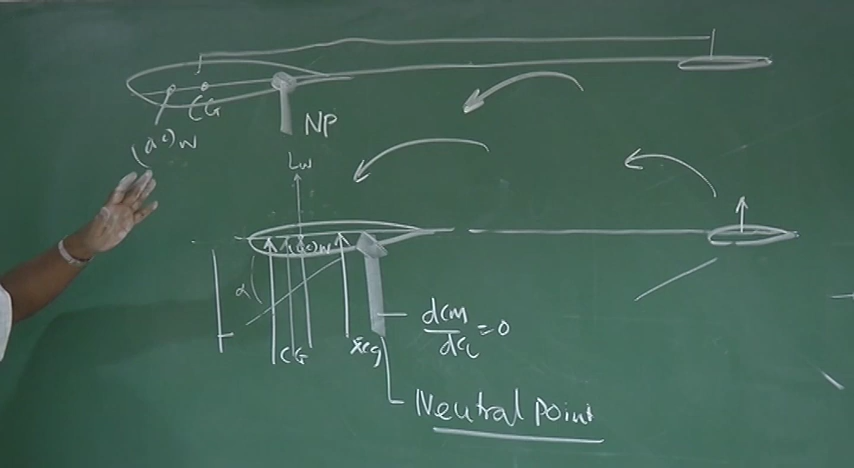 CG
NP
(ac)w
Lw
(ac)w
α
CG
Xcg
dCM/dCL=0
Neutral Point